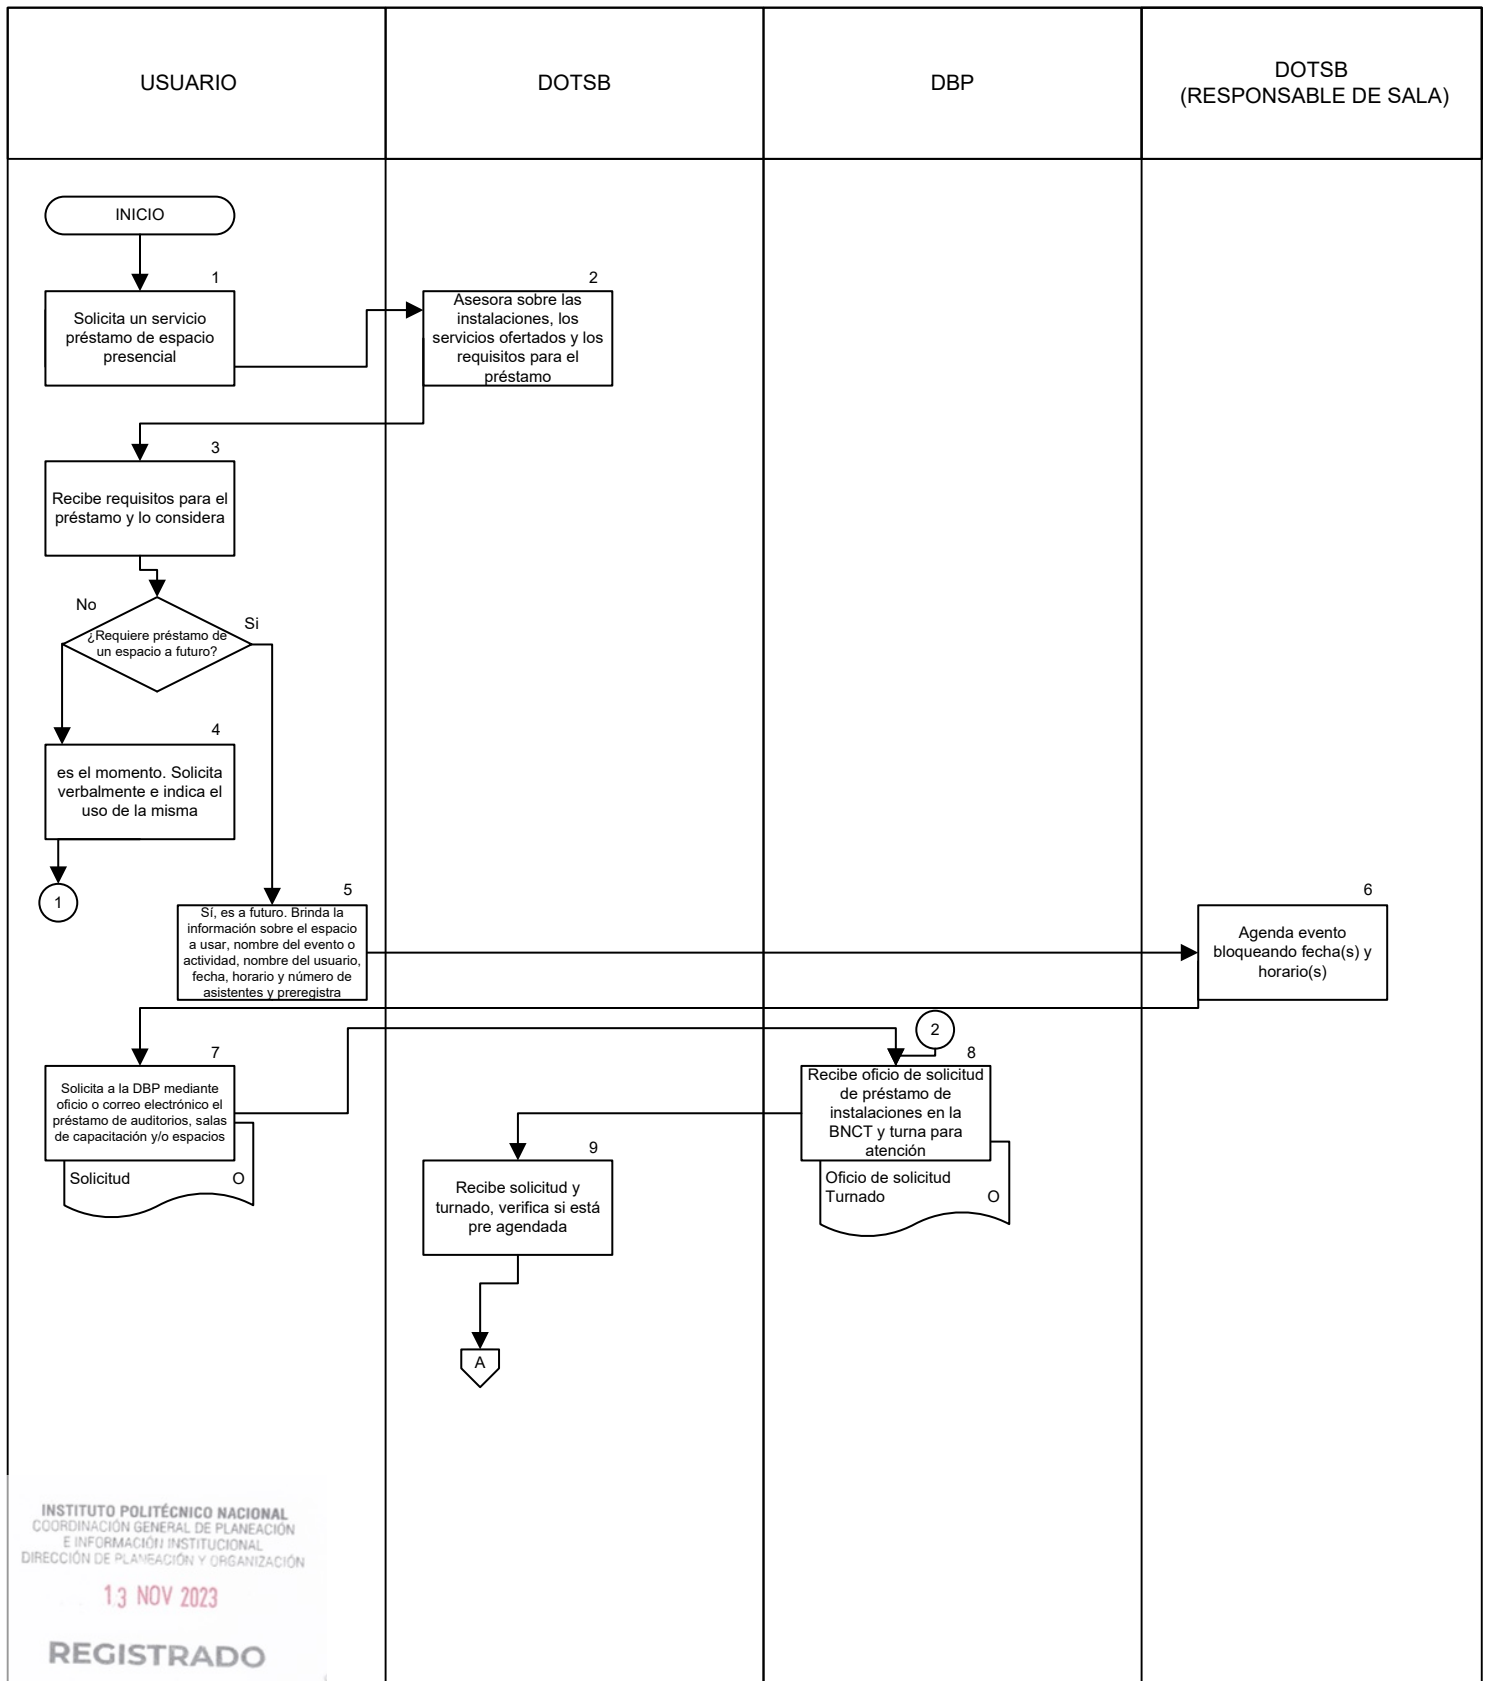 USUARIO
DOTSB
DBP
DOTSB
(RESPONSABLE DE SALA)
INICIO
1
Solicita un servicio
préstamo de espacio
presencial
2
Asesora sobre las
instalaciones, los
servicios ofertados y los
requisitos para el
préstamo
3
Recibe requisitos para el
préstamo y lo considera
No
Si
¿Requiere préstamo de
un espacio a futuro?
4
es el momento. Solicita
verbalmente e indica el
uso de la misma
1
5
Sí, es a futuro. Brinda la
información sobre el espacio
a usar, nombre del evento o
actividad, nombre del usuario,
fecha, horario y número de
asistentes y preregistra
6
Agenda evento
bloqueando fecha(s) y
horario(s)
7
Solicita a la DBP mediante
oficio o correo electrónico el
préstamo de auditorios, salas
de capacitación y/o espacios
Solicitud O
2
8
Recibe oficio de solicitud
de préstamo de
instalaciones en la
BNCT y turna para
atención
Oficio de solicitud
Turnado O
9
Recibe solicitud y
turnado, verifica si está
pre agendada
A
INSTITUTO POLITÉCNICO NACIONAL
COORDINACIÓN GENERAL DE PLANEACIÓN
E INFORMACIÓN INSTITUCIONAL
DIRECCIÓN DE PLANEACIÓN Y ORGANIZACIÓN
13 NOV 2023
REGISTRADO